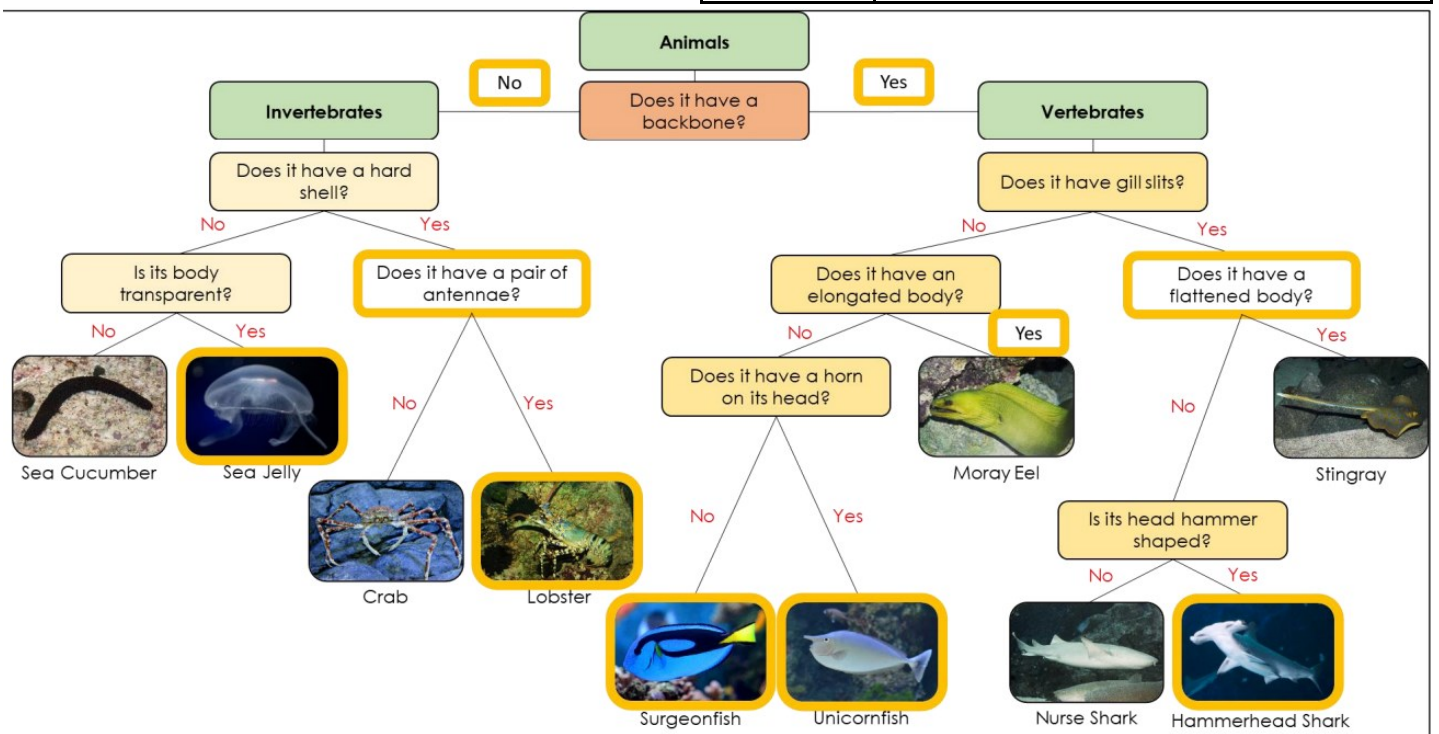 Animals
No
Yes
Does it have a
backbone?
Invertebrates
Vertebrates
Does it have a hard
shell?
Does it have gill slits?
No
Yes
No
Yes
Is its body
transparent?
Does it have a pair of
antennae?
Does it have an
elongated body?
Does it have a
flattened body?
No
Yes
No
Yes
Yes
Does it have a horn
on its head?
No
Yes
No
Sea Cucumber
Sea Jelly
Moray Eel
Stingray
No
Yes
Is its head hammer
shaped?
Crab
Lobster
No
Yes
Surgeonfish
Unicornfish
Nurse Shark
Hammerhead Shark